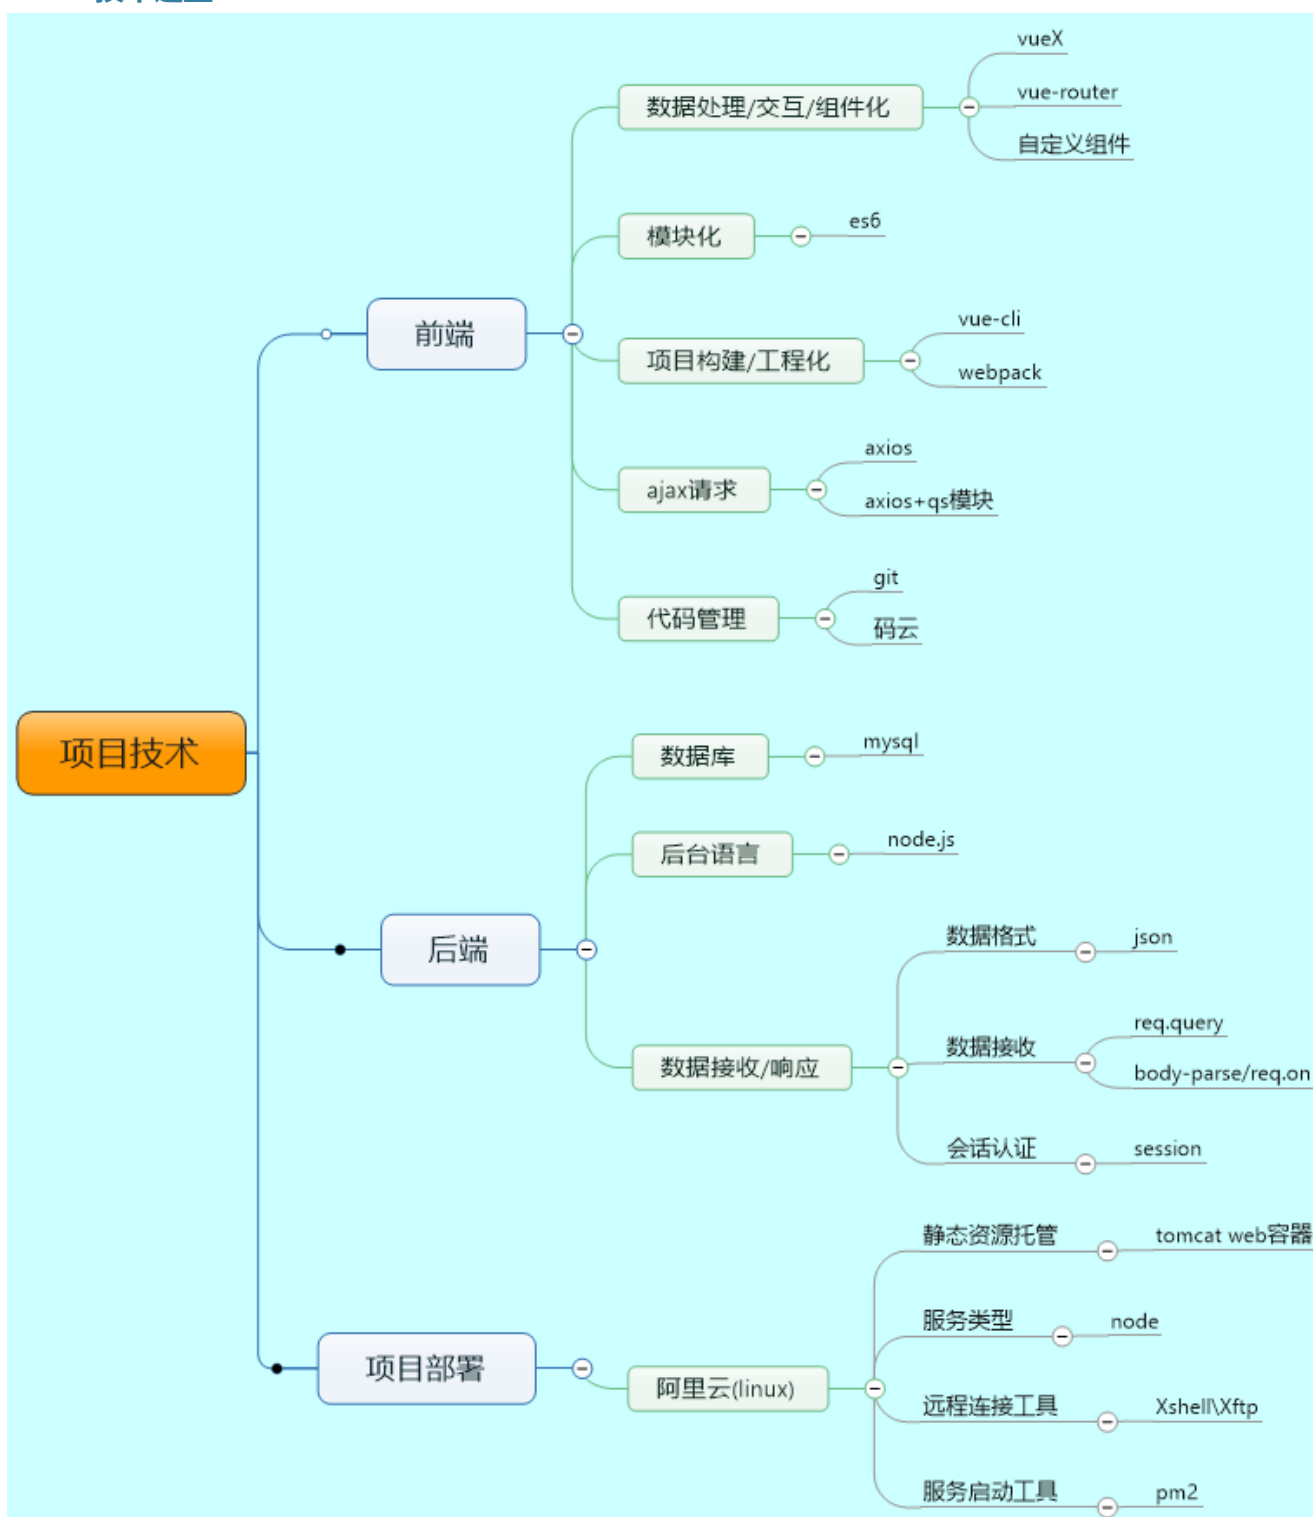 vueX
数据处理/交互/组件化
vue-router
自定义组件
模块化
es6
前端
项目构建/工程化
vue-cli
webpack
ajax请求
axios
axios+qs模块
代码管理
git
码云
项目技术
数据库
mysql
后台语言
node.js
后端
数据接收/响应
数据格式
json
数据接收
req.query
body-parse/req.on
会话认证
session
项目部署
阿里云(linux)
静态资源托管
tomcat web容器
服务类型
node
远程连接工具
Xshell\Xftp
服务启动工具
pm2